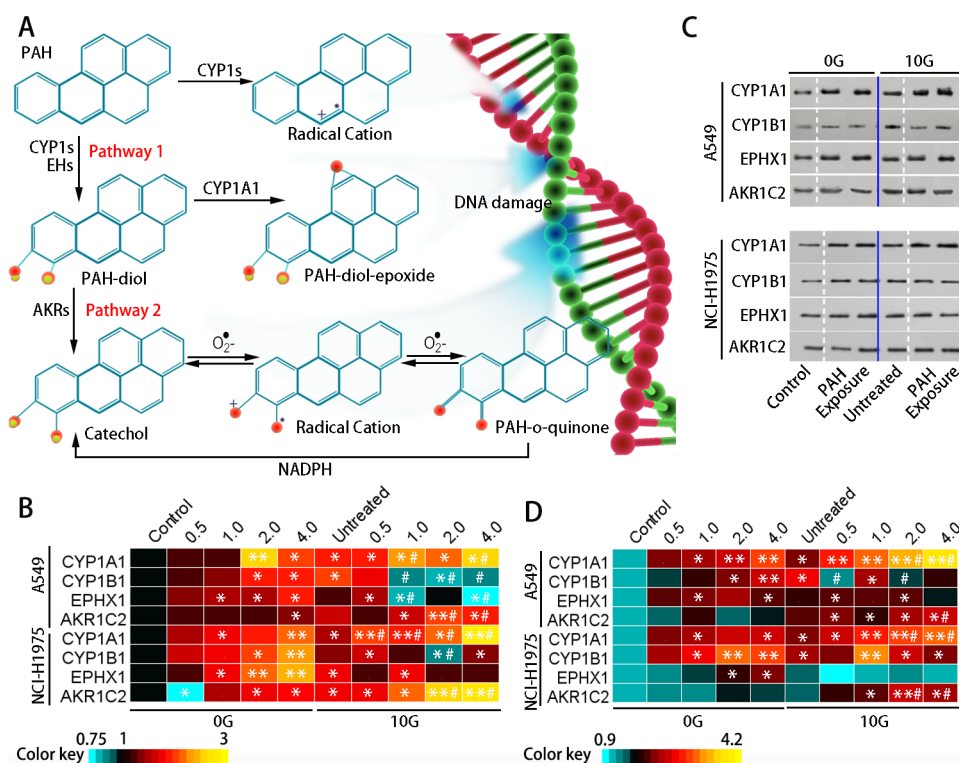 A
PAH
CYP1s
Radical Cation
CYP1s
EHs
Pathway 1
CYP1A1
DNA damage
PAH-diol
PAH-diol-epoxide
AKRs
Pathway 2
O2-
O2-
Catechol
Radical Cation
PAH-o-quinone
NADPH
C
0G 10G
A549
CYP1A1
CYP1B1
EPHX1
AKR1C2
NCI-H1975
CYP1A1
CYP1B1
EPHX1
AKR1C2
Control
PAH
Exposure
Untreated
PAH
Exposure
B
Control 0.5 1.0 2.0 4.0 Untreated 0.5 1.0 2.0 4.0
A549
CYP1A1 ** * * * *# * *#
CYP1B1 * * * # *# #
EPHX1 * * * * *# *#
AKR1C2 * * **# *#
NCI-H1975
CYP1A1 * ** * **# **# *# **#
CYP1B1 * ** * *# *
EPHX1 * ** ** * *
AKR1C2 * * * * * * **# **#
0G 10G
0.75 1 3
Color key
D
Control 0.5 1.0 2.0 4.0 Untreated 0.5 1.0 2.0 4.0
A549
CYP1A1 * ** ** * ** ** **# **#
CYP1B1 * ** * # * #
EPHX1 * * * * *
AKR1C2 * * * *#
NCI-H1975
CYP1A1 * * * * ** **# **#
CYP1B1 * ** ** * ** * *
EPHX1 * *
AKR1C2 * **# *#
0G 10G
0.9 4.2
Color key